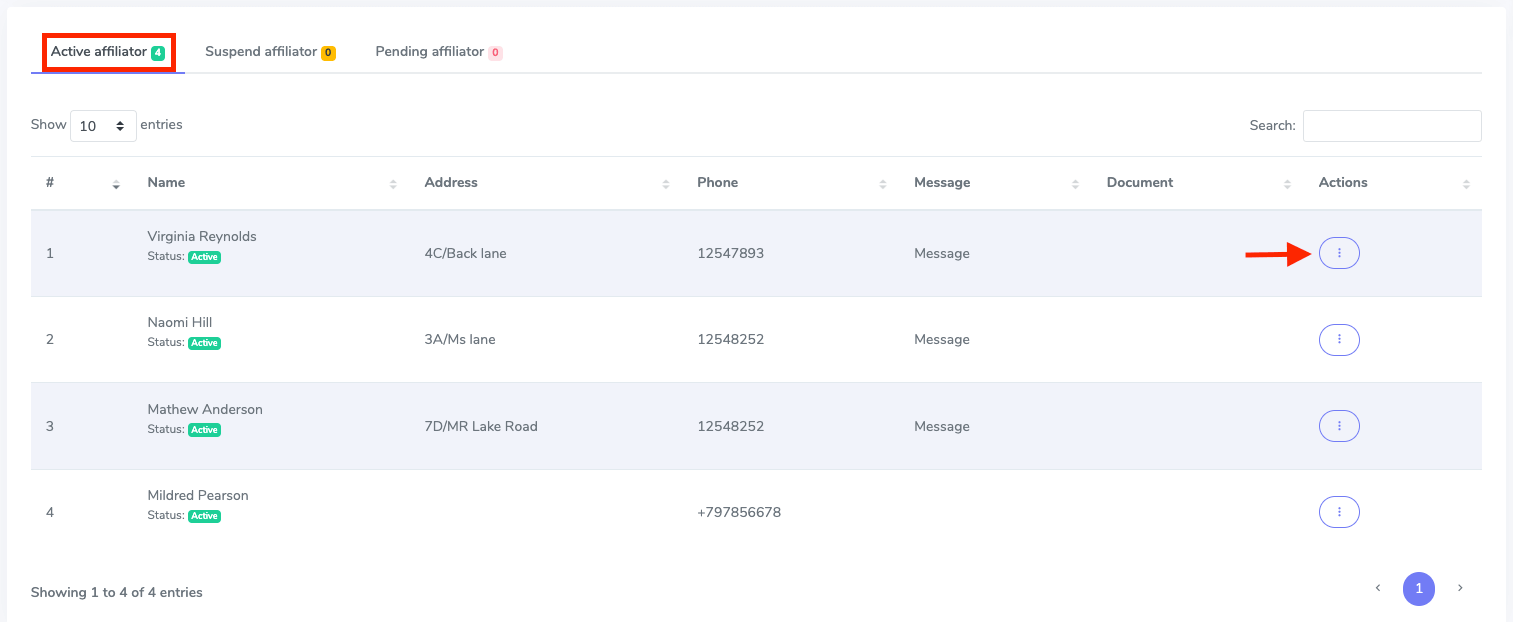 Active affiliator 4 Suspend affiliator 0 Pending affiliator 0
Show 10 entries Search:
# Name Address Phone Message Document Actions
Virginia Reynolds
1 4C/Back lane 12547893 Message
Status: Active
Naomi Hill
2 3A/Ms lane 12548252 Message
Status: Active
Mathew Anderson
3 7D/MR Lake Road 12548252 Message
Status: Active
Mildred Pearson
4 +797856678
Status: Active
Showing 1 to 4 of 4 entries 1